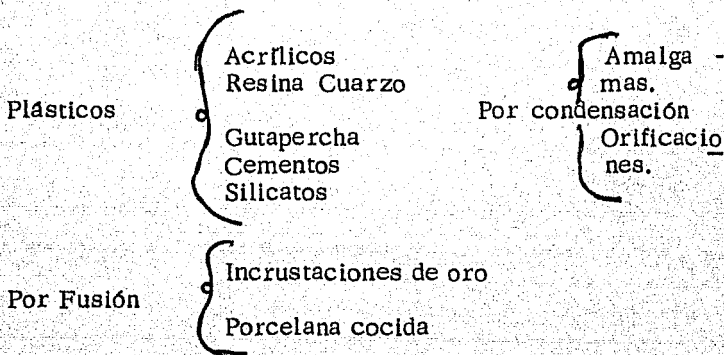 Plásticos
Acrílicos
Resina Cuarzo
Gutapercha
Cementos
Silicatos
Por condensación
Amalga -
mas.
Orificacio
nes.
Por Fusión
Incrustaciones de oro
Porcelana cocida